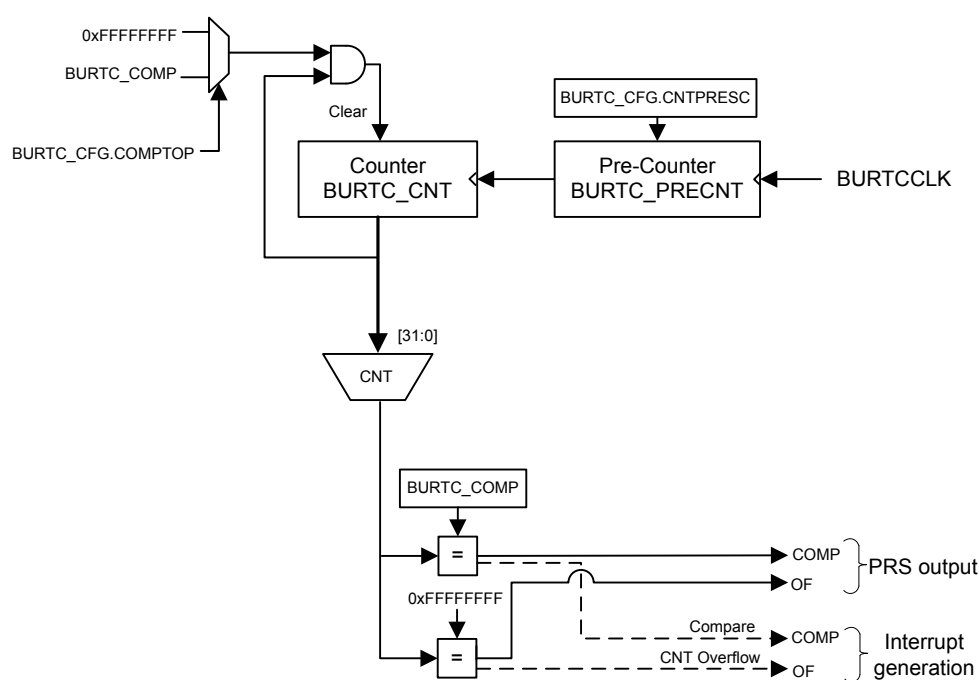 0xFFFFFFFF
BURTC_COMP
BURTC_CFG.COMPTOP
Clear
BURTC_CFG.CNTPRESC
Counter
BURTC_CNT
Pre-Counter
BURTC_PRECNT
BURTCCLK
[31:0]
CNT
BURTC_COMP
=
COMP
OF
PRS output
0xFFFFFFFF
=
Compare
COMP
CNT Overflow
OF
Interrupt
generation